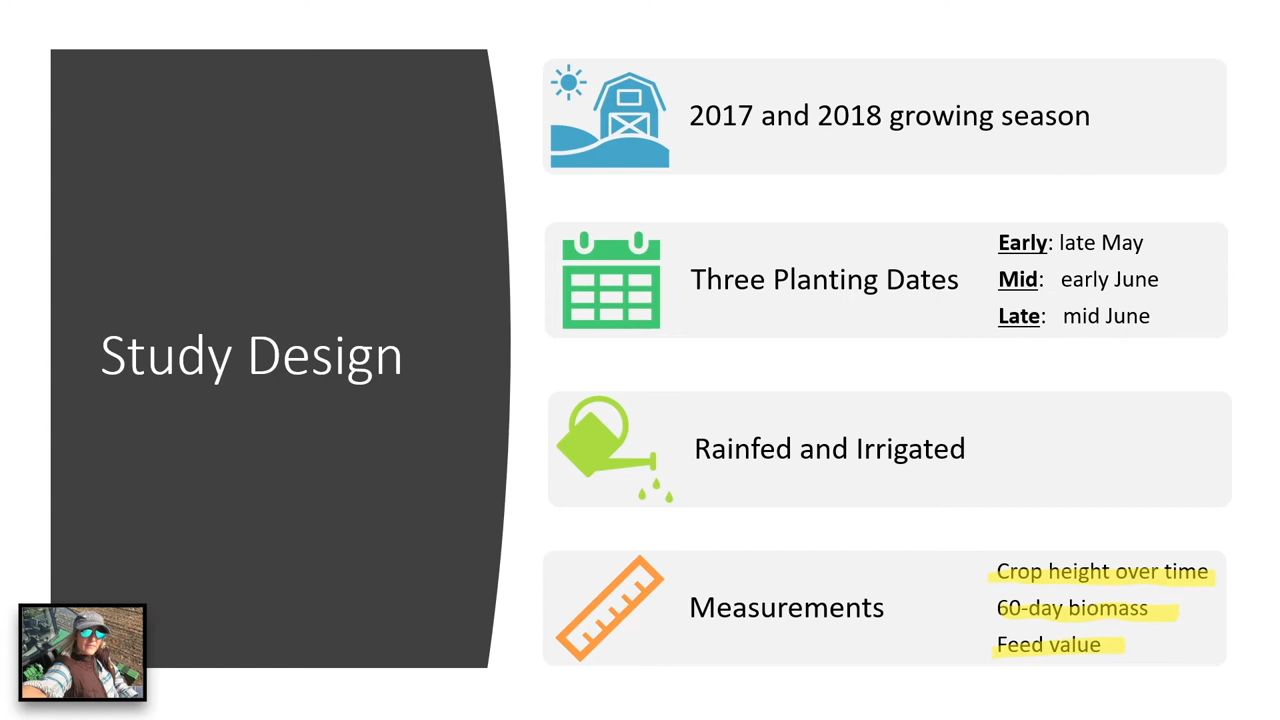 Study Design
2017 and 2018 growing season
Three Planting Dates
Early: late May
Mid: early June
Late: mid June
Rainfed and Irrigated
Measurements
Crop height over time
60-day biomass
Feed value